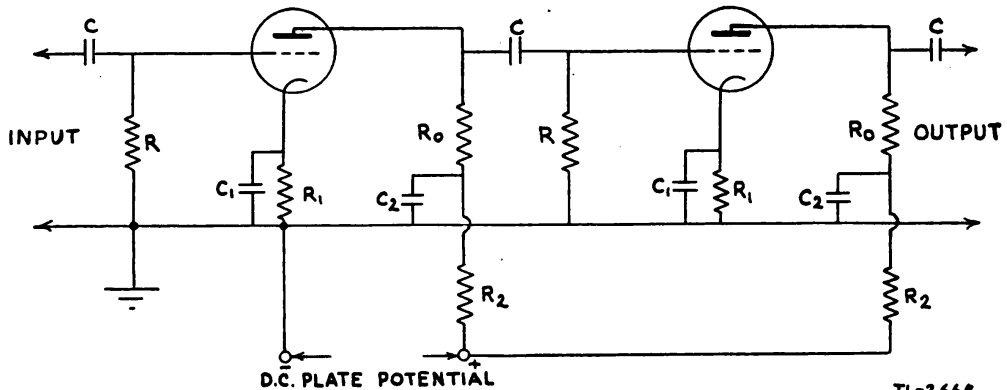 C
C
C
INPUT
R
C₁
R₁
R₀
C₂
R
C₁
R₁
R₀
OUTPUT
C₂
R₂
R₂
- +
D.C. PLATE POTENTIAL